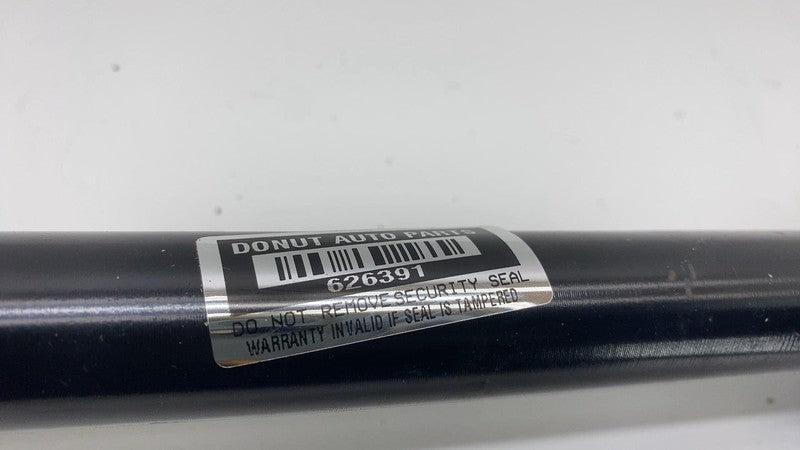 DONUT AUTO PARTS
626391
DO NOT REMOVE SECURITY SEAL
WARRANTY INVALID IF SEAL IS TAMPERED